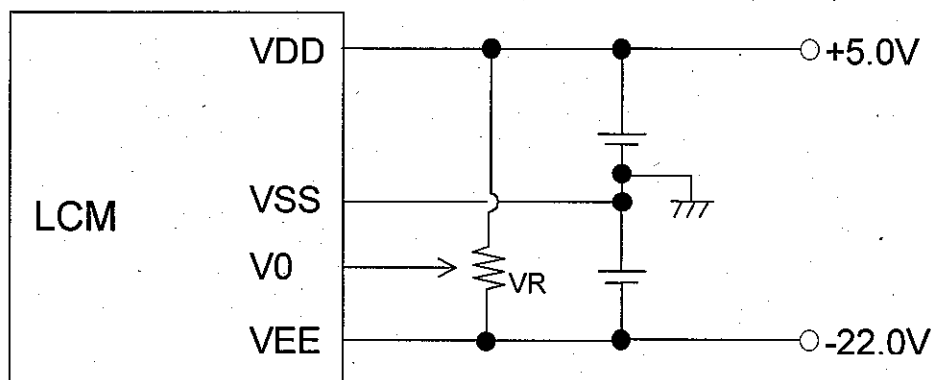 VDD
+5.0V
LCM
VSS
V0
VR
VEE
-22.0V